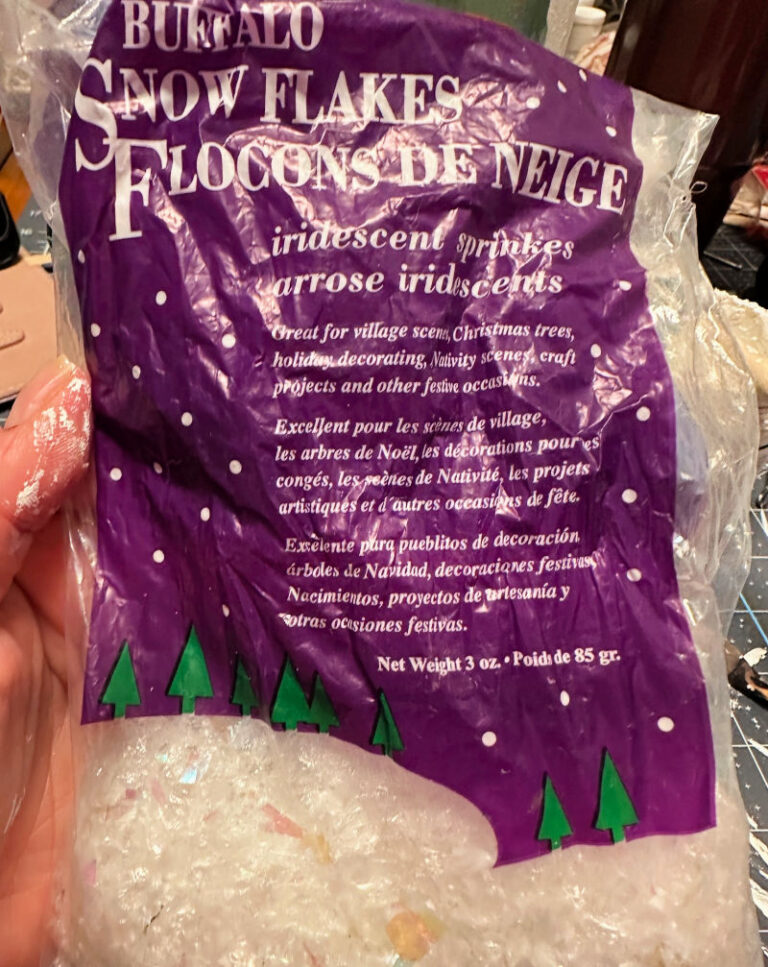 BUFFALO
SNOW FLAKES
FLOCONS DE NEIGE
iridescent sprinkes
arrose iridescents
Great for village scenes, Christmas trees,
holiday decorating, Nativity scenes, craft
projects and other festive occasions.
Excellent pour les scènes de village,
les arbres de Noël, les décorations pour es
congés, les scènes de Nativité, les projets
artistiques et d'autres occasions de fête.
Exelente para pueblitos de decoración
árboles de Navidad, decoraciones festivas,
Nacimientos, proyectos de artesanía y
otras ocasiones festivas.
Net Weight 3 oz. • Poids de 85 gr.